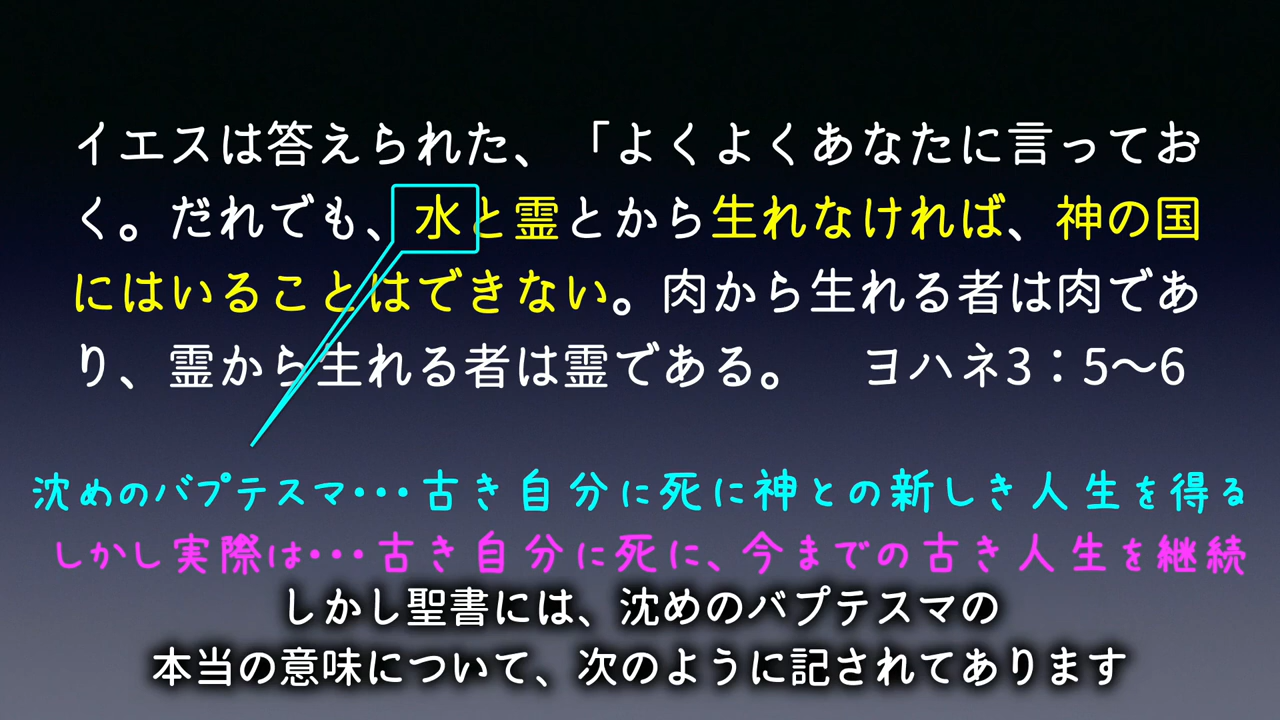 イエスは答えられた、「よくよくあなたに言ってお
く。だれでも、水と霊とから生れなければ、神の国
にはいることはできない。肉から生れる者は肉であ
り、霊から生れる者は霊である。　ヨハネ3：5〜6
沈めのバプテスマ･･･古き自分に死に神との新しき人生を得る
しかし実際は･･･古き自分に死に、今までの古き人生を継続
しかし聖書には、沈めのバプテスマの
本当の意味について、次のように記されてあります